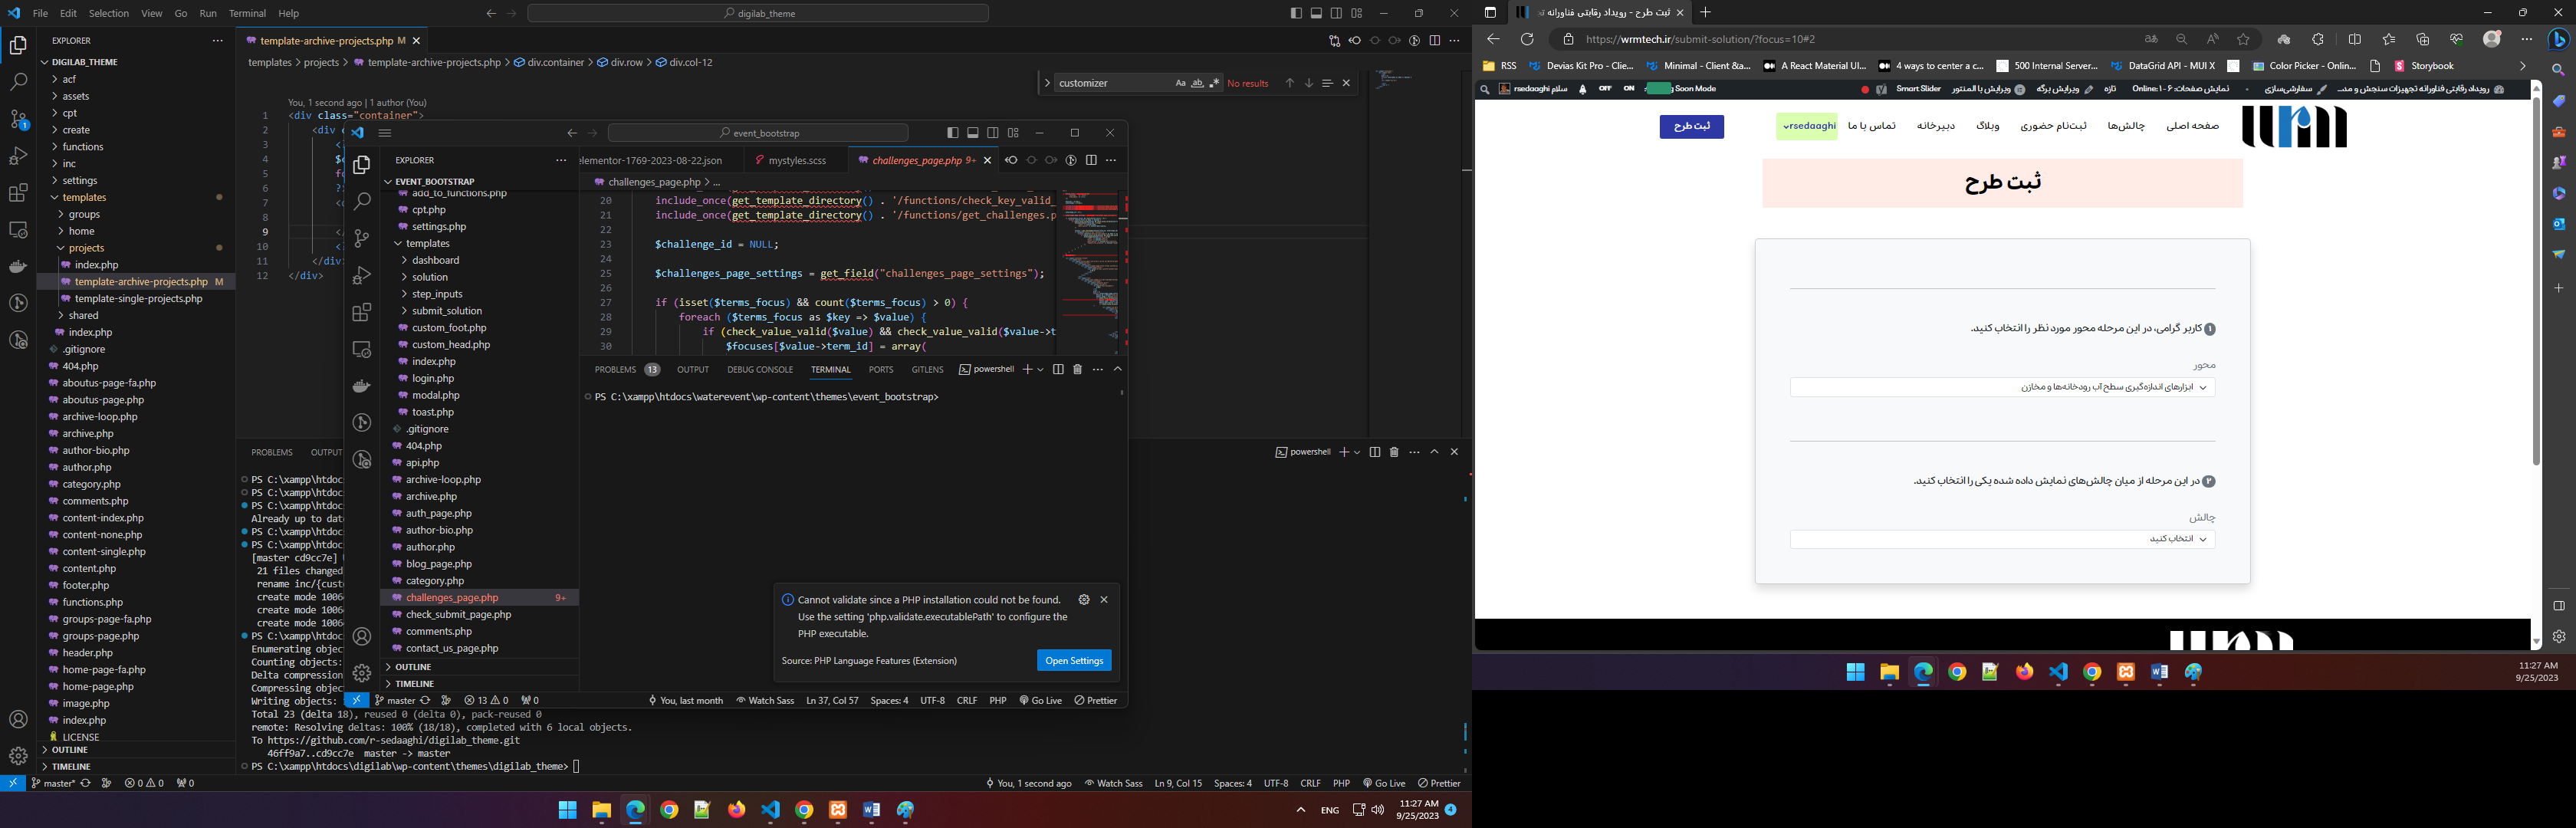 File Edit Selection View Go Run Terminal Help
digilab_theme
EXPLORER
DIGILAB_THEME
acf
assets
cpt
create
functions
inc
settings
templates
groups
home
projects
index.php
template-archive-projects.php M
template-single-projects.php
shared
index.php
.gitignore
404.php
aboutus-page-fa.php
aboutus-page.php
archive-loop.php
archive.php
author-bio.php
author.php
category.php
comments.php
content-index.php
content-none.php
content-single.php
content.php
footer.php
functions.php
groups-page-fa.php
groups-page.php
header.php
home-page-fa.php
home-page.php
image.php
index.php
LICENSE
OUTLINE
TIMELINE
template-archive-projects.php M
templates > projects > template-archive-projects.php > div.container > div.row > div.col-12
customizer
Aa ab
No results
You, 1 second ago | 1 author (You)
1 <div class="container">
2 <div c
3 <
4 $
5 fo
6 ?
7 <
8
9 </
10 <
11 </div
12 </div>
event_bootstrap
EXPLORER
EVENT_BOOTSTRAP
add_to_functions.php
cpt.php
settings.php
templates
dashboard
solution
step_inputs
submit_solution
custom_foot.php
custom_head.php
index.php
login.php
modal.php
toast.php
.gitignore
404.php
api.php
archive-loop.php
archive.php
auth_page.php
author-bio.php
author.php
blog_page.php
category.php
challenges_page.php 9+
check_submit_page.php
comments.php
contact_us_page.php
OUTLINE
TIMELINE
elementor-1769-2023-08-22.json
mystyles.scss
challenges_page.php 9+
challenges_page.php > ...
20 include_once(get_template_directory() . '/functions/check_key_valid_
21 include_once(get_template_directory() . '/functions/get_challenges.p
22
23 $challenge_id = NULL;
24
25 $challenges_page_settings = get_field("challenges_page_settings");
26
27 if (isset($terms_focus) && count($terms_focus) > 0) {
28 foreach ($terms_focus as $key => $value) {
29 if (check_value_valid($value) && check_value_valid($value->t
30 $focuses[$value->term_id] = array(
PROBLEMS 13 OUTPUT DEBUG CONSOLE TERMINAL PORTS GITLENS powershell
PS C:\xampp\htdocs\waterevent\wp-content\themes\event_bootstrap>
Cannot validate since a PHP installation could not be found.
Use the setting 'php.validate.executablePath' to configure the
PHP executable.
Source: PHP Language Features (Extension)
Open Settings
master 13 0 0 You, last month Watch Sass Ln 37, Col 57 Spaces: 4 UTF-8 CRLF PHP Go Live Prettier
PROBLEMS OUTPUT
powershell
PS C:\xampp\htdoc
PS C:\xampp\htdoc
PS C:\xampp\htdoc
Already up to dat
PS C:\xampp\htdoc
PS C:\xampp\htdoc
[master cd9cc7e]
21 files changed
rename inc/{cust
create mode 1006
create mode 1006
create mode 1006
PS C:\xampp\htdoc
Enumerating objec
Counting objects:
Delta compression
Compressing objec
Writing objects:
Total 23 (delta 18), reused 0 (delta 0), pack-reused 0
remote: Resolving deltas: 100% (18/18), completed with 6 local objects.
To https://github.com/r-sedaaghi/digilab_theme.git
46ff9a7..cd9cc7e master -> master
PS C:\xampp\htdocs\digilab\wp-content\themes\digilab_theme>
master* 0 0 0 You, 1 second ago Watch Sass Ln 9, Col 15 Spaces: 4 UTF-8 CRLF PHP Go Live Prettier
ENG
11:27 AM
9/25/2023
4
ثبت طرح - رویداد رقابتی فناورانه تج
https://wrmtech.ir/submit-solution/?focus=10#2
RSS
Devias Kit Pro - Clie...
Minimal - Client &a...
A React Material UI...
4 ways to center a c...
500 Internal Server...
DataGrid API - MUI X
Color Picker - Onlin...
Storybook
رویداد رقابتی فناورانه تجهیزات سنجش و مد... سفارشی‌سازی نمایش صفحات: ۶ - ۱ Online: تازه ویرایش برگه ویرایش با المنتور Smart Slider
Soon Mode
ON
OFF
سلام rsedaaghi
صفحه اصلی
چالش‌ها
ثبت‌نام حضوری
وبلاگ
دبیرخانه
تماس با ما
rsedaaghi
ثبت طرح
ثبت طرح
۱ کاربر گرامی، در این مرحله محور مورد نظر را انتخاب کنید.
محور
ابزارهای اندازه‌گیری سطح آب رودخانه‌ها و مخازن
۲ در این مرحله از میان چالش‌های نمایش داده شده یکی را انتخاب کنید.
چالش
انتخاب کنید
11:27 AM
9/25/2023